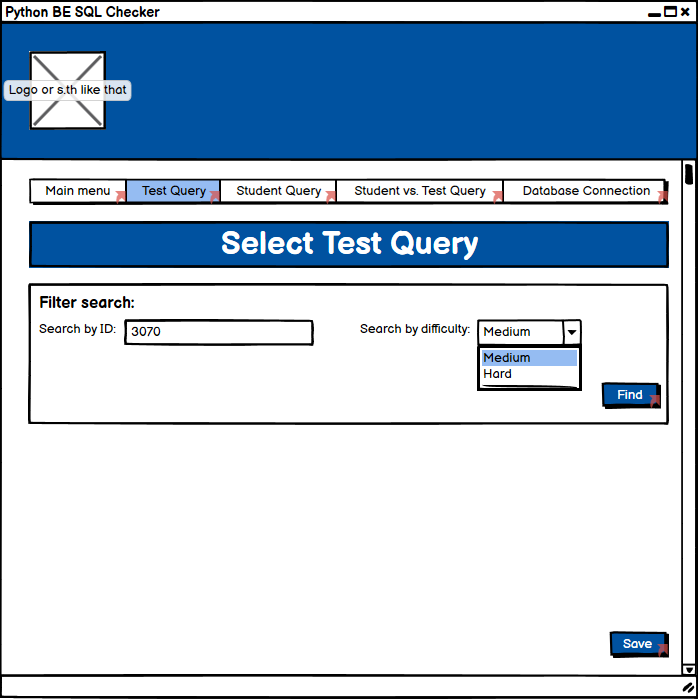 Python BE SQL Checker
Logo or s.th like that
Main menu Test Query Student Query Student vs. Test Query Database Connection
Select Test Query
Filter search:
Search by ID: 3070 Search by difficulty: Medium
Medium
Hard
Find
Save